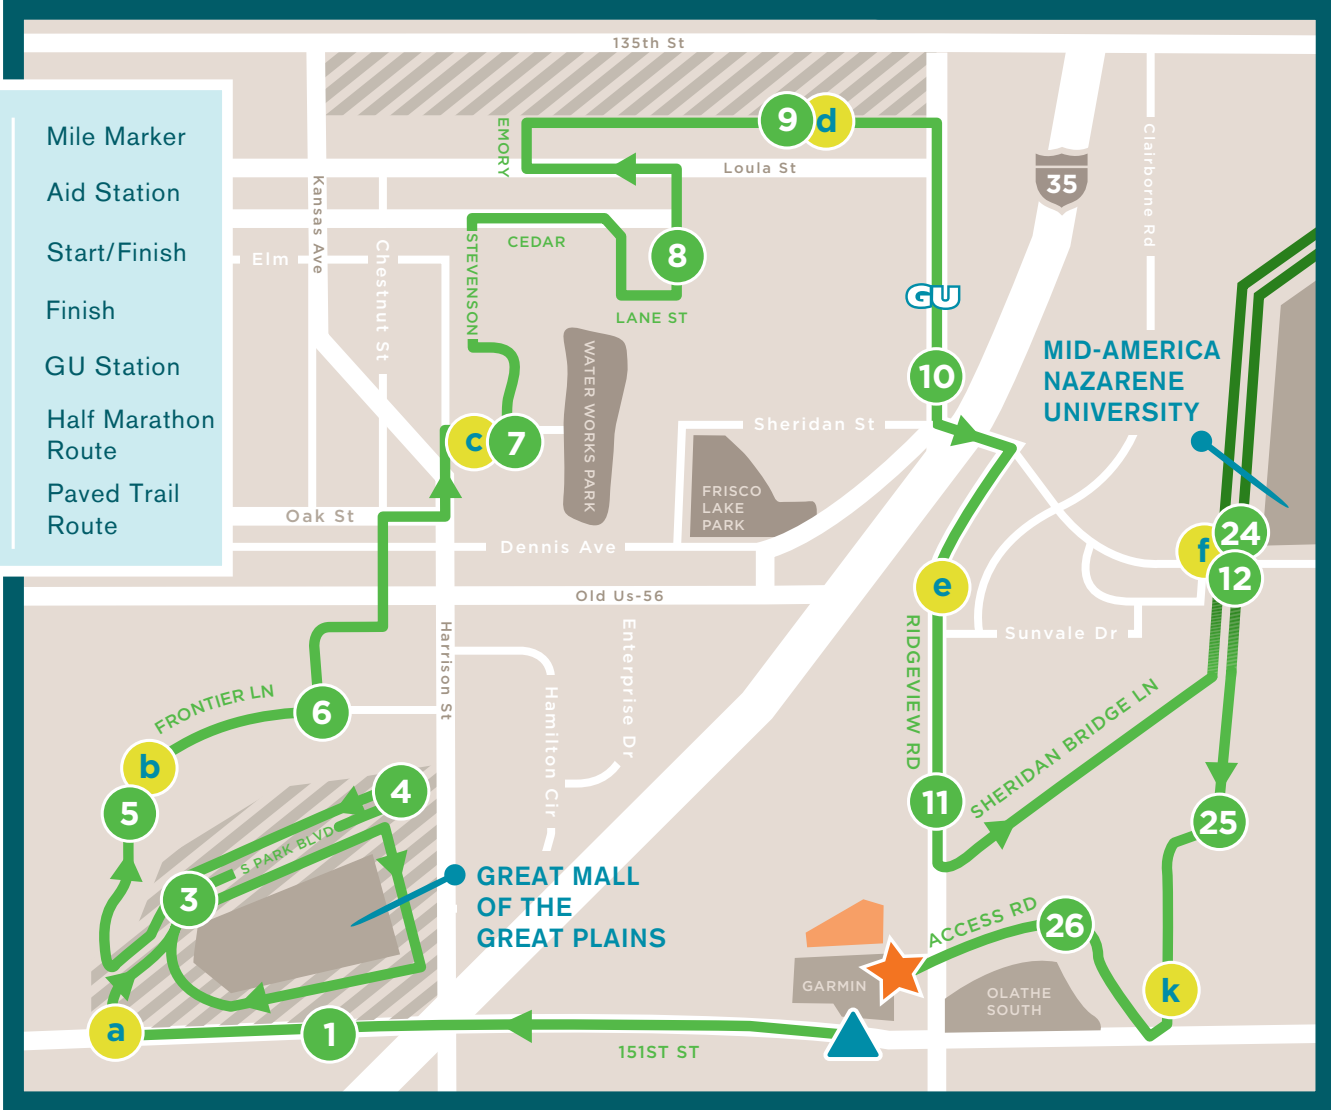 135th St
Mile Marker
Aid Station
Start/Finish
Finish
GU Station
Half Marathon
Route
Paved Trail
Route
9
d
EMORY
Loula St
Kansas Ave
Clairborne Rd
35
STEVENSON
CEDAR
8
Elm
Chestnut St
GU
LANE ST
WATER WORKS PARK
10
MID-AMERICA
NAZARENE
UNIVERSITY
Sheridan St
c
7
FRISCO
LAKE
PARK
Oak St
24
f
12
Dennis Ave
e
Old Us-56
Harrison St
Enterprise Dr
RIDGEVIEW RD
Sunvale Dr
FRONTIER LN
6
Hamilton Cir
SHERIDAN BRIDGE LN
b
5
4
11
25
S PARK BLVD
3
GREAT MALL
OF THE
GREAT PLAINS
ACCESS RD
26
GARMIN
OLATHE
SOUTH
k
a
1
151ST ST